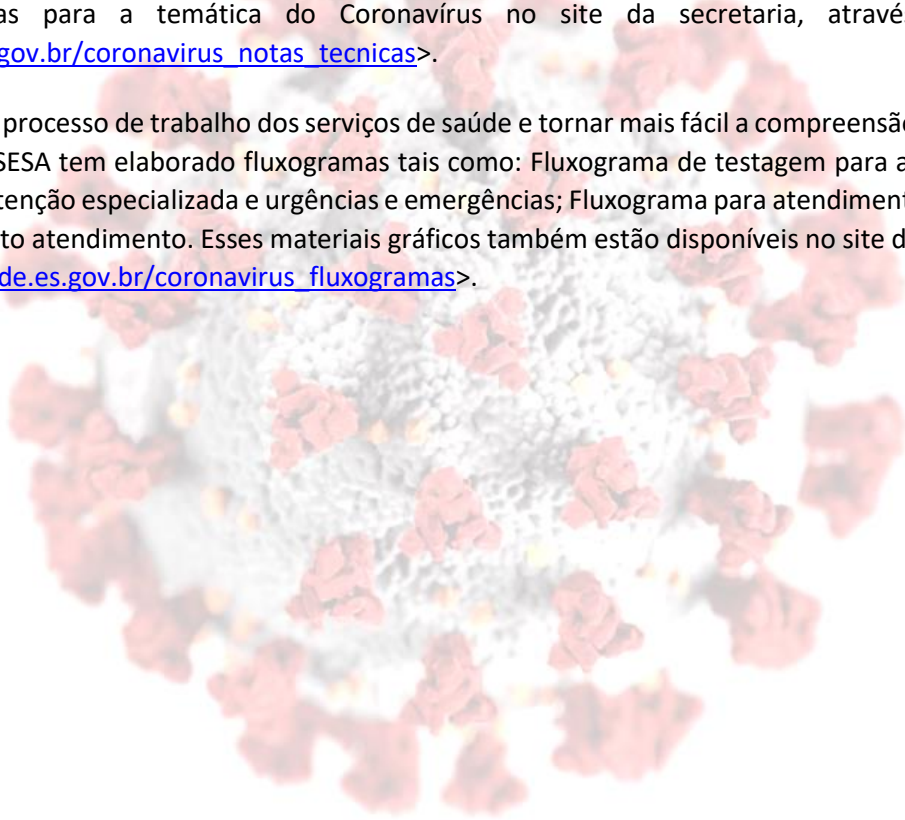 as para a temática do Coronavírus no site da secretaria, através
gov.br/coronavirus_notas_tecnicas>.
processo de trabalho dos serviços de saúde e tornar mais fácil a compreensão
SESA tem elaborado fluxogramas tais como: Fluxograma de testagem para a
tenção especializada e urgências e emergências; Fluxograma para atendiment
to atendimento. Esses materiais gráficos também estão disponíveis no site d
de.es.gov.br/coronavirus_fluxogramas>.